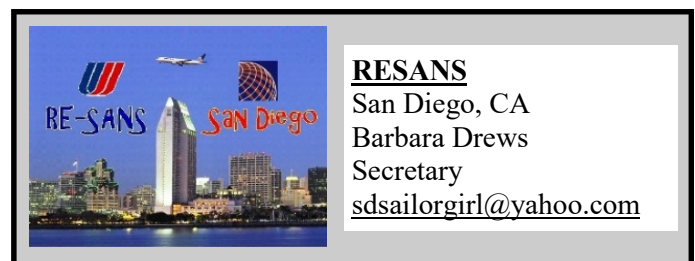 RE-SANS
San Diego
RESANS
San Diego, CA
Barbara Drews
Secretary
sdsailorgirl@yahoo.com